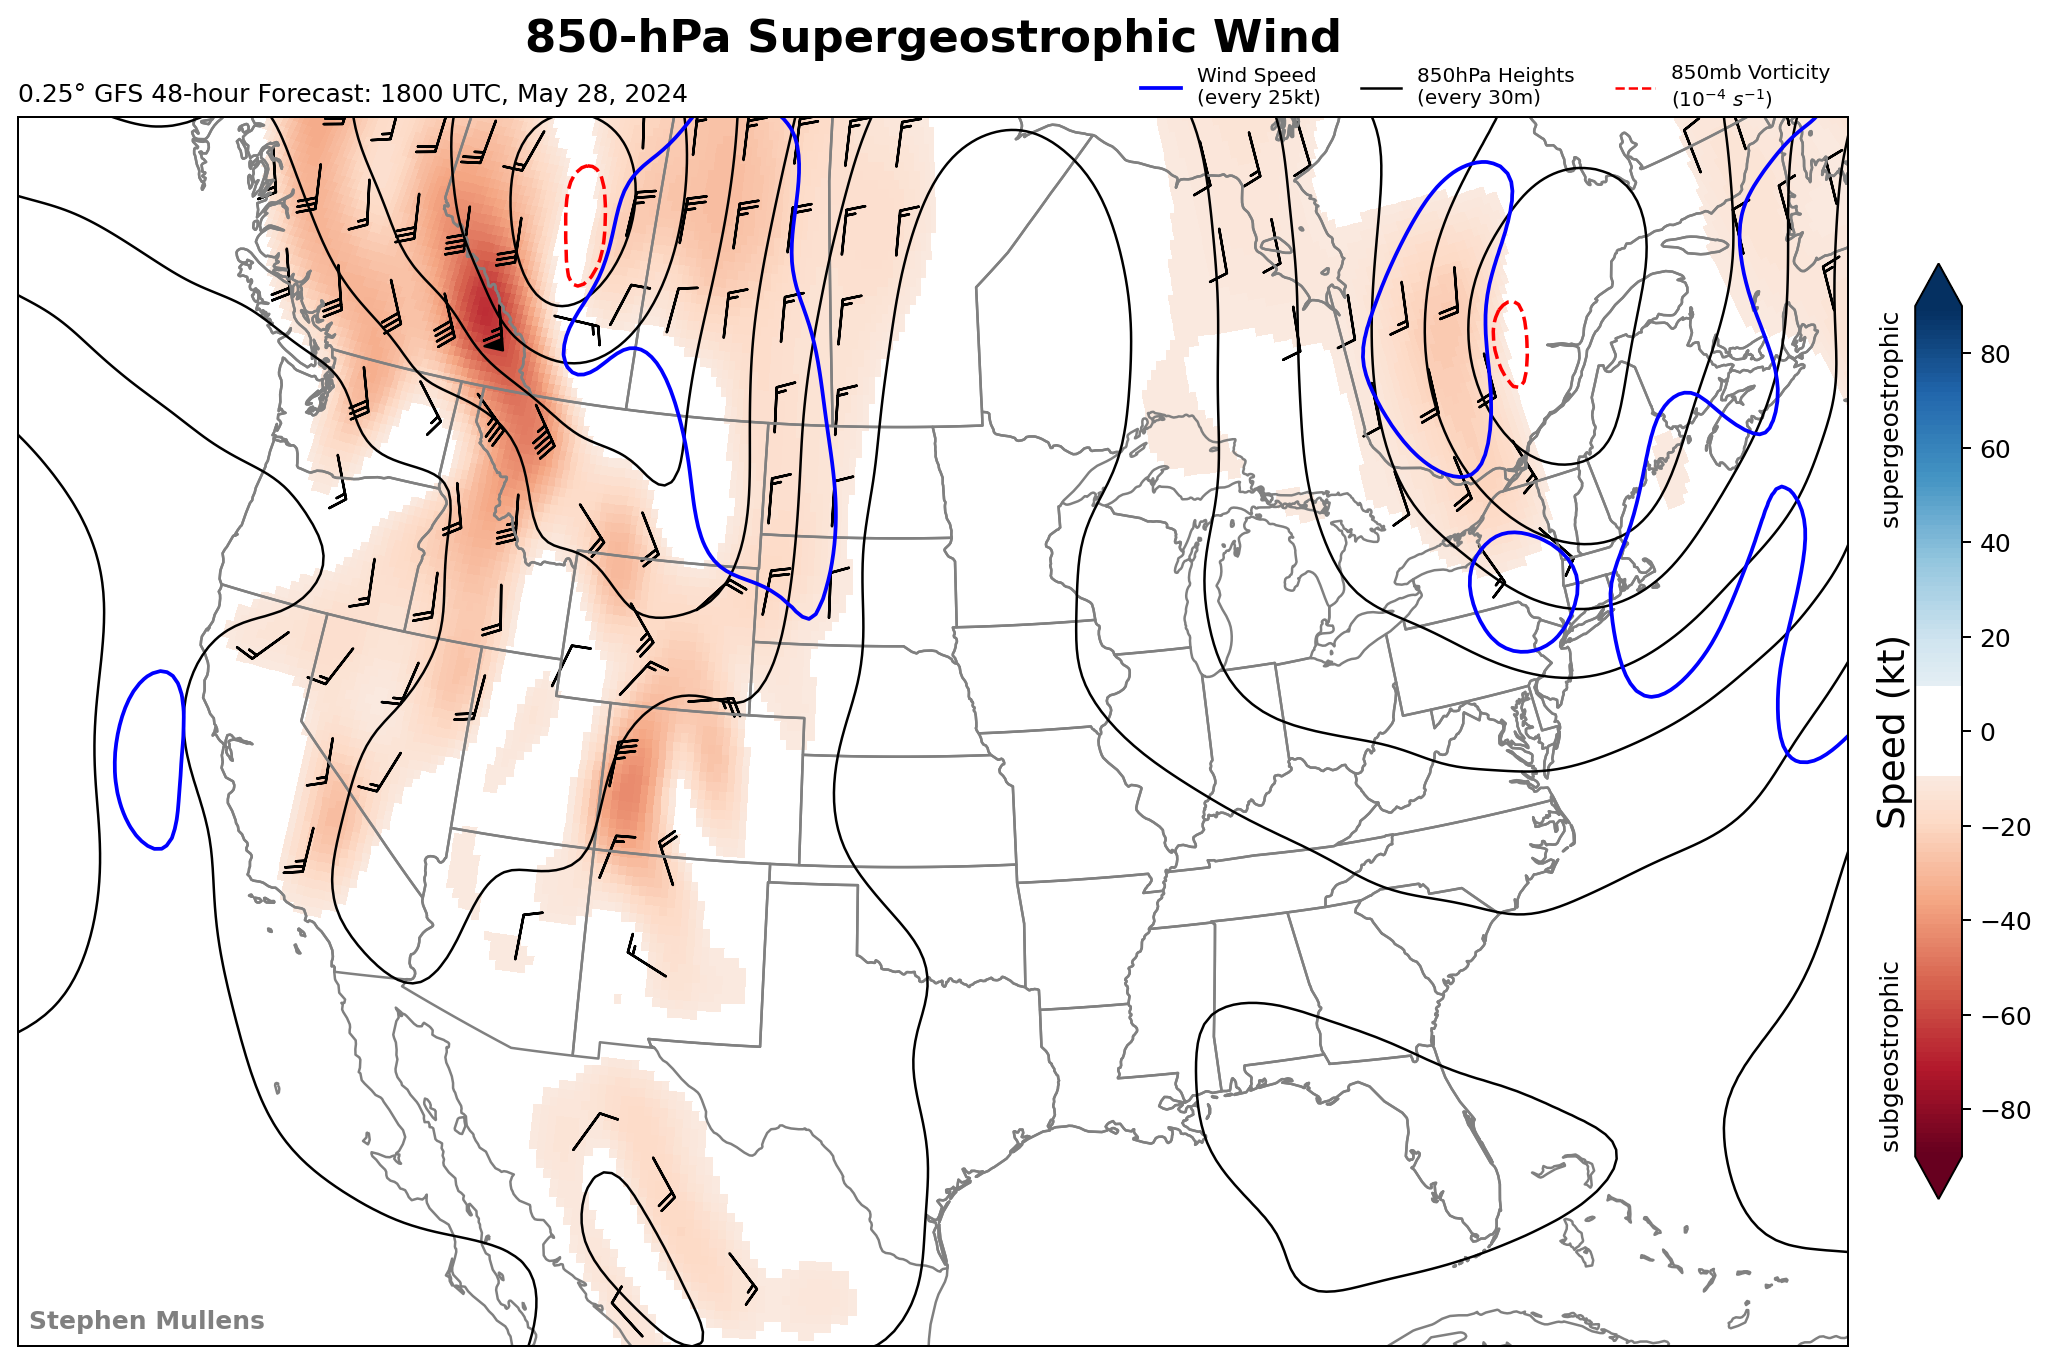 850-hPa Supergeostrophic Wind
0.25° GFS 48-hour Forecast: 1800 UTC, May 28, 2024
Wind Speed
(every 25kt)
850hPa Heights
(every 30m)
850mb Vorticity
(10⁻⁴ s⁻¹)
supergeostrophic
Speed (kt)
subgeostrophic
80
60
40
20
0
−20
−40
−60
−80
Stephen Mullens